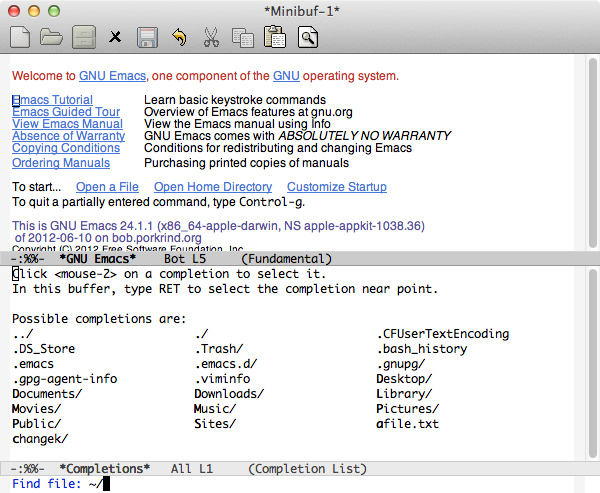 *Minibuf-1*
Welcome to GNU Emacs, one component of the GNU operating system.
Emacs Tutorial Learn basic keystroke commands
Emacs Guided Tour Overview of Emacs features at gnu.org
View Emacs Manual View the Emacs manual using Info
Absence of Warranty GNU Emacs comes with ABSOLUTELY NO WARRANTY
Copying Conditions Conditions for redistributing and changing Emacs
Ordering Manuals Purchasing printed copies of manuals
To start... Open a File Open Home Directory Customize Startup
To quit a partially entered command, type Control-g.
This is GNU Emacs 24.1.1 (x86_64-apple-darwin, NS apple-appkit-1038.36)
of 2012-06-10 on bob.porkrind.org
Copyright (C) 2012 Free Software Foundation, Inc.
-:%%- *GNU Emacs* Bot L5 (Fundamental)
Click <mouse-2> on a completion to select it.
In this buffer, type RET to select the completion near point.
Possible completions are:
../ ./ .CFUserTextEncoding
.DS_Store .Trash/ .bash_history
.emacs .emacs.d/ .gnupg/
.gpg-agent-info .viminfo Desktop/
Documents/ Downloads/ Library/
Movies/ Music/ Pictures/
Public/ Sites/ afile.txt
changek/
-:%%- *Completions* All L1 (Completion List)
Find file: ~/